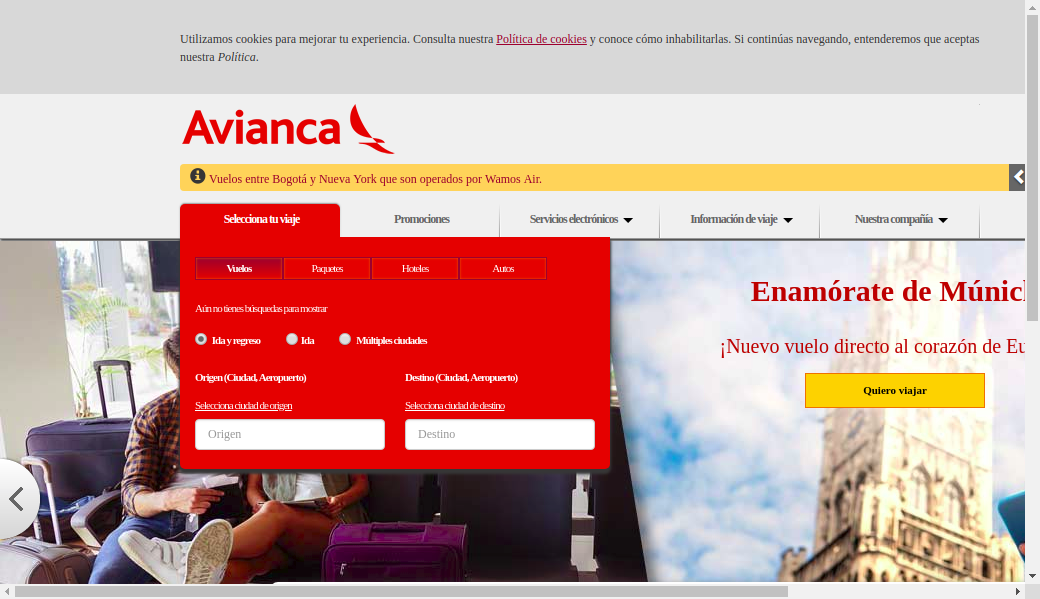 Utilizamos cookies para mejorar tu experiencia. Consulta nuestra Política de cookies y conoce cómo inhabilitarlas. Si continúas navegando, entenderemos que aceptas
nuestra Política.
Avianca
Vuelos entre Bogotá y Nueva York que son operados por Wamos Air.
Selecciona tu viaje
Promociones
Servicios electrónicos
Información de viaje
Nuestra compañía
Vuelos
Paquetes
Hoteles
Autos
Aún no tienes búsquedas para mostrar
Ida y regreso
Ida
Múltiples ciudades
Origen (Ciudad, Aeropuerto)
Destino (Ciudad, Aeropuerto)
Selecciona ciudad de origen
Selecciona ciudad de destino
Origen
Destino
Enamórate de Múnich
¡Nuevo vuelo directo al corazón de Eu
Quiero viajar